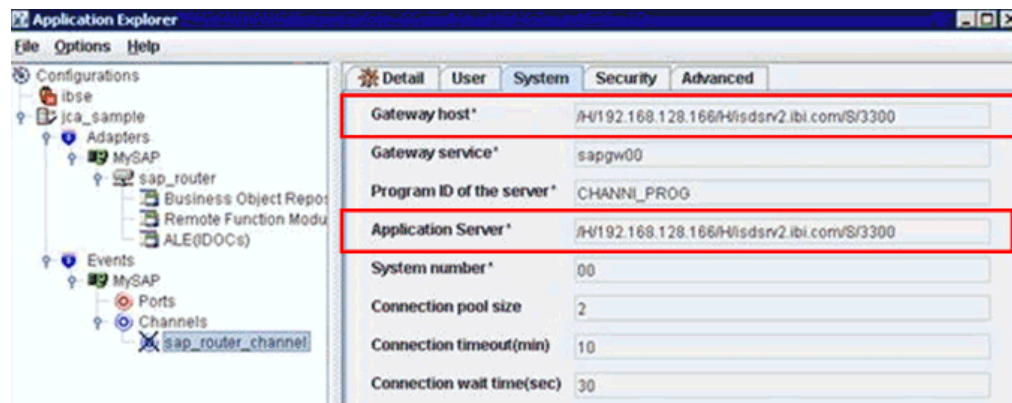 Application Explorer
File Options Help
Configurations
ibse
jca_sample
Adapters
MySAP
sap_router
Business Object Repos
Remote Function Modu
ALE(IDOCs)
Events
MySAP
Ports
Channels
sap_router_channel
Detail User System Security Advanced
Gateway host* /H/192.168.128.166/H/isdsrv2.ibi.com/S/3300
Gateway service* sapgw00
Program ID of the server* CHANNI_PROG
Application Server* /H/192.168.128.166/H/isdsrv2.ibi.com/S/3300
System number* 00
Connection pool size 2
Connection timeout(min) 10
Connection wait time(sec) 30